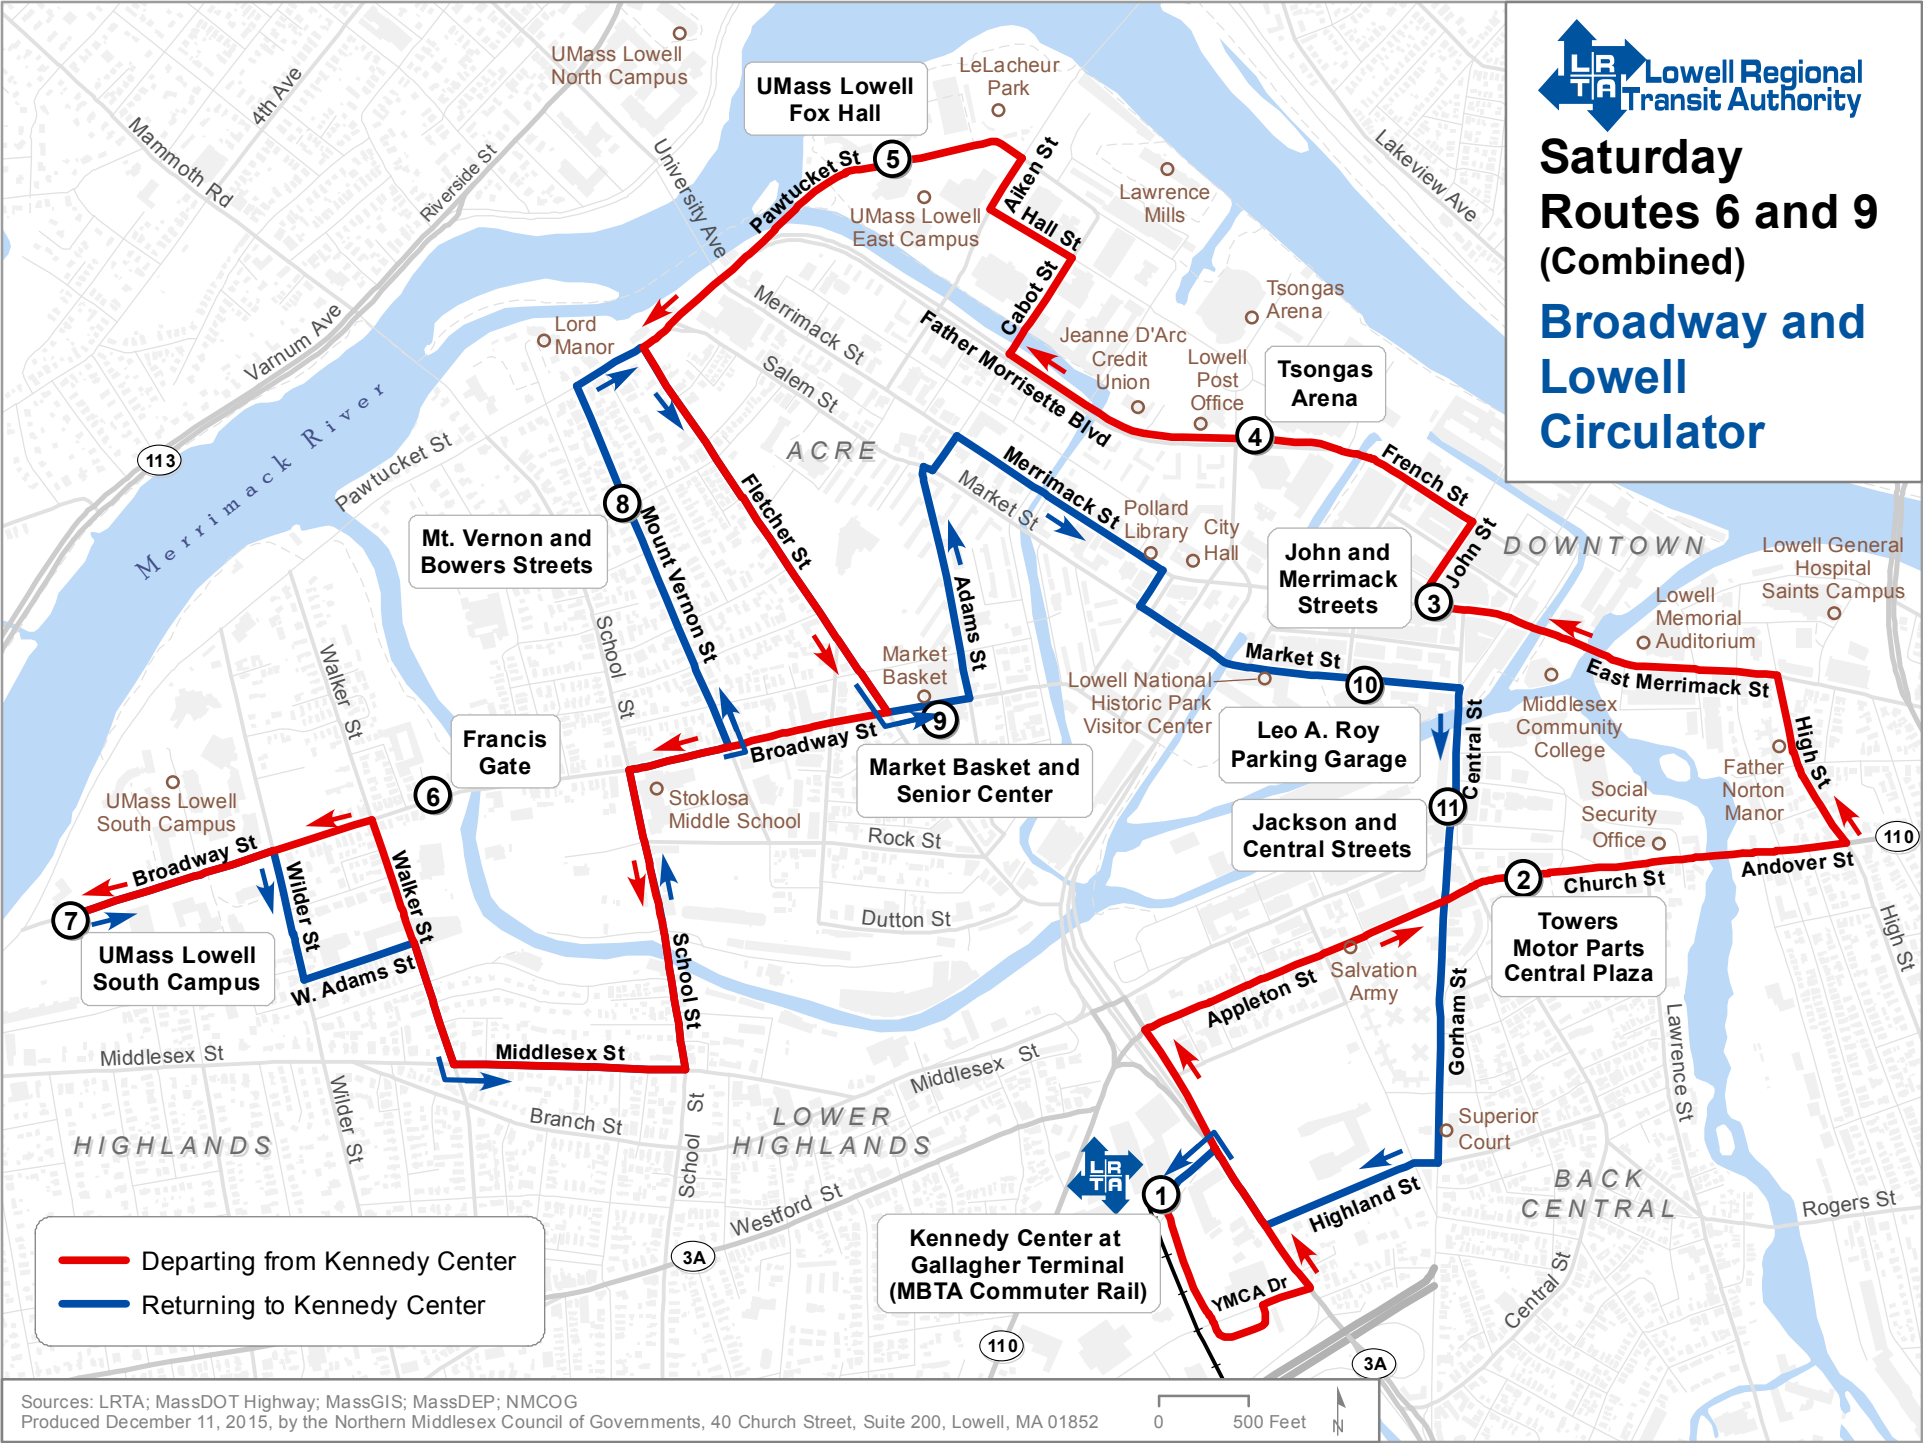 LRTA
Lowell Regional
Transit Authority
Saturday
Routes 6 and 9
(Combined)
Broadway and
Lowell
Circulator
UMass Lowell
North Campus
4th Ave
Mammoth Rd
Riverside St
University Ave
Varnum Ave
113
Merrimack River
Pawtucket St
UMass Lowell
Fox Hall
5
Pawtucket St
LeLacheur
Park
Aiken St
Hall St
Cabot St
UMass Lowell
East Campus
Lawrence
Mills
Lakeview Ave
Tsongas
Arena
Jeanne D'Arc
Credit
Union
Lowell
Post
Office
Tsongas
Arena
4
Father Morrisette Blvd
Lord
Manor
Merrimack St
Salem St
ACRE
Fletcher St
8
Mt. Vernon and
Bowers Streets
Mount Vernon St
Merrimack St
Market St
Adams St
Pollard
Library
City
Hall
French St
John St
John and
Merrimack
Streets
3
DOWNTOWN
Lowell General
Hospital
Saints Campus
Lowell
Memorial
Auditorium
East Merrimack St
High St
Middlesex
Community
College
Father
Norton
Manor
Social
Security
Office
110
Andover St
Church St
2
Towers
Motor Parts
Central Plaza
High St
Market St
10
Leo A. Roy
Parking Garage
Lowell National
Historic Park
Visitor Center
Central St
11
Jackson and
Central Streets
Market
Basket
9
Market Basket and
Senior Center
Broadway St
School St
Walker St
Francis
Gate
6
Stoklosa
Middle School
Rock St
Dutton St
UMass Lowell
South Campus
Broadway St
7
UMass Lowell
South Campus
Wilder St
W. Adams St
Walker St
School St
Middlesex St
Middlesex St
Middlesex St
Wilder St
Branch St
School St
HIGHLANDS
LOWER
HIGHLANDS
Westford St
3A
Appleton St
Salvation
Army
Gorham St
Lawrence St
Superior
Court
Highland St
BACK
CENTRAL
Rogers St
Central St
LRTA
1
Kennedy Center at
Gallagher Terminal
(MBTA Commuter Rail)
YMCA Dr
110
3A
Departing from Kennedy Center
Returning to Kennedy Center
Sources: LRTA; MassDOT Highway; MassGIS; MassDEP; NMCOG
Produced December 11, 2015, by the Northern Middlesex Council of Governments, 40 Church Street, Suite 200, Lowell, MA 01852
0 500 Feet
N